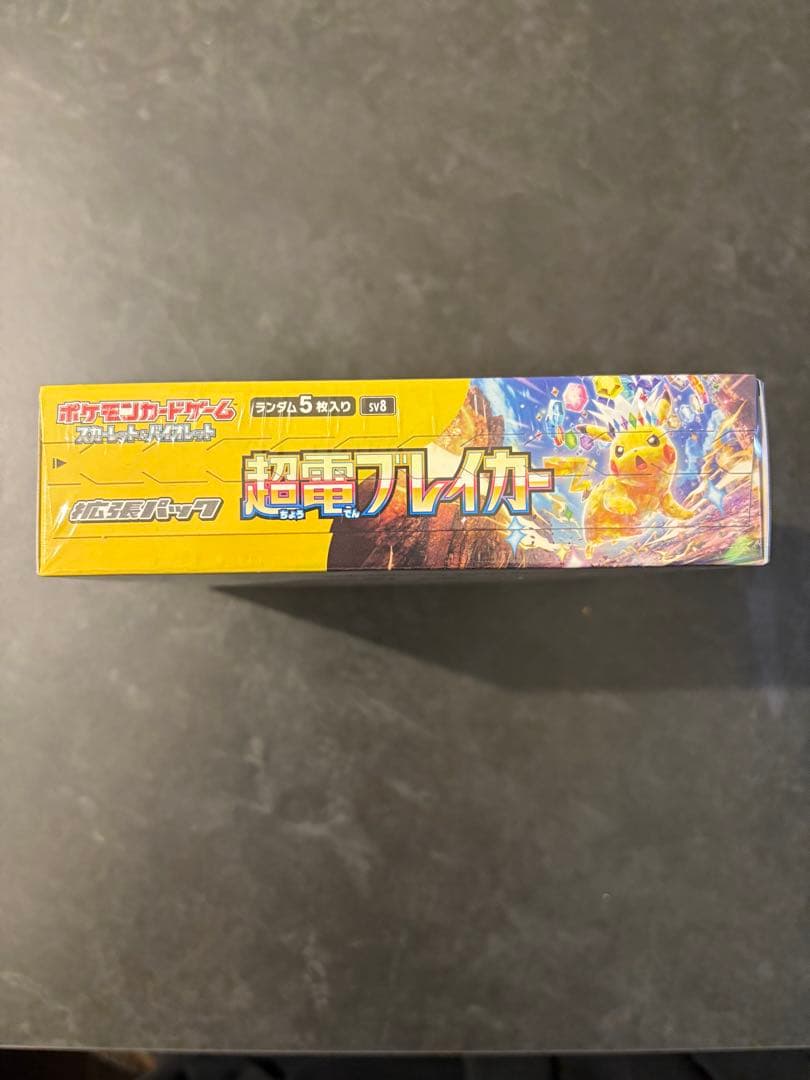 ポケモンカードゲーム
スカーレット&バイオレット
ランダム5枚入り
SV8
拡張パック
超電ブレイカー
ちょう でん